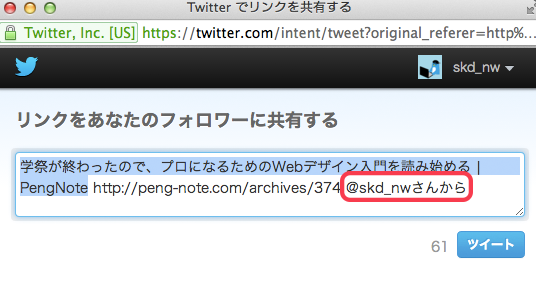 Twitter でリンクを共有する
Twitter, Inc. [US] https://twitter.com/intent/tweet?original_referer=http%...
skd_nw
リンクをあなたのフォロワーに共有する
学祭が終わったので、プロになるためのWebデザイン入門を読み始める |
PengNote http://peng-note.com/archives/374 @skd_nwさんから
61 ツイート